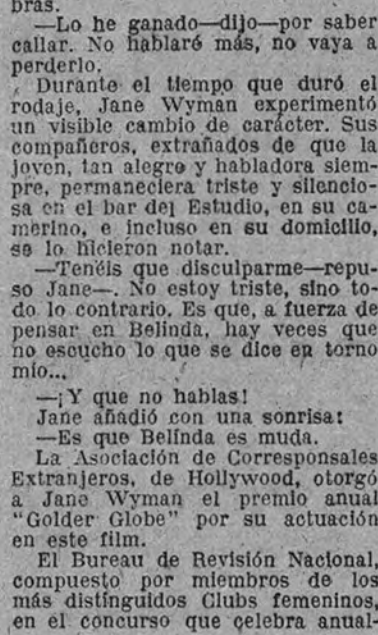 bras.
—Lo he ganado—dijo—por saber
callar. No hablaré más, no vaya a
perderlo.
Durante el tiempo que duró el
rodaje, Jane Wyman experimentó
un visible cambio de carácter. Sus
compañeros, extrañados de que la
joven, tan alegre y habladora siem-
pre, permaneciera triste y silencio-
sa en el bar del Estudio, en su ca-
merino, e incluso en su domicilio,
se lo hicieron notar.
—Tenéis que disculparme—repu-
so Jane—. No estoy triste, sino to-
do lo contrario. Es que, a fuerza de
pensar en Belinda, hay veces que
no escucho lo que se dice en torno
mío...
—¡Y que no hablas!
Jane añadió con una sonrisa:
—Es que Belinda es muda.
La Asociación de Corresponsales
Extranjeros, de Hollywood, otorgó
a Jane Wyman el premio anual
"Golder Globe" por su actuación
en este film.
El Bureau de Revisión Nacional,
compuesto por miembros de los
más distinguidos Clubs femeninos,
en el concurso que celebra anual-